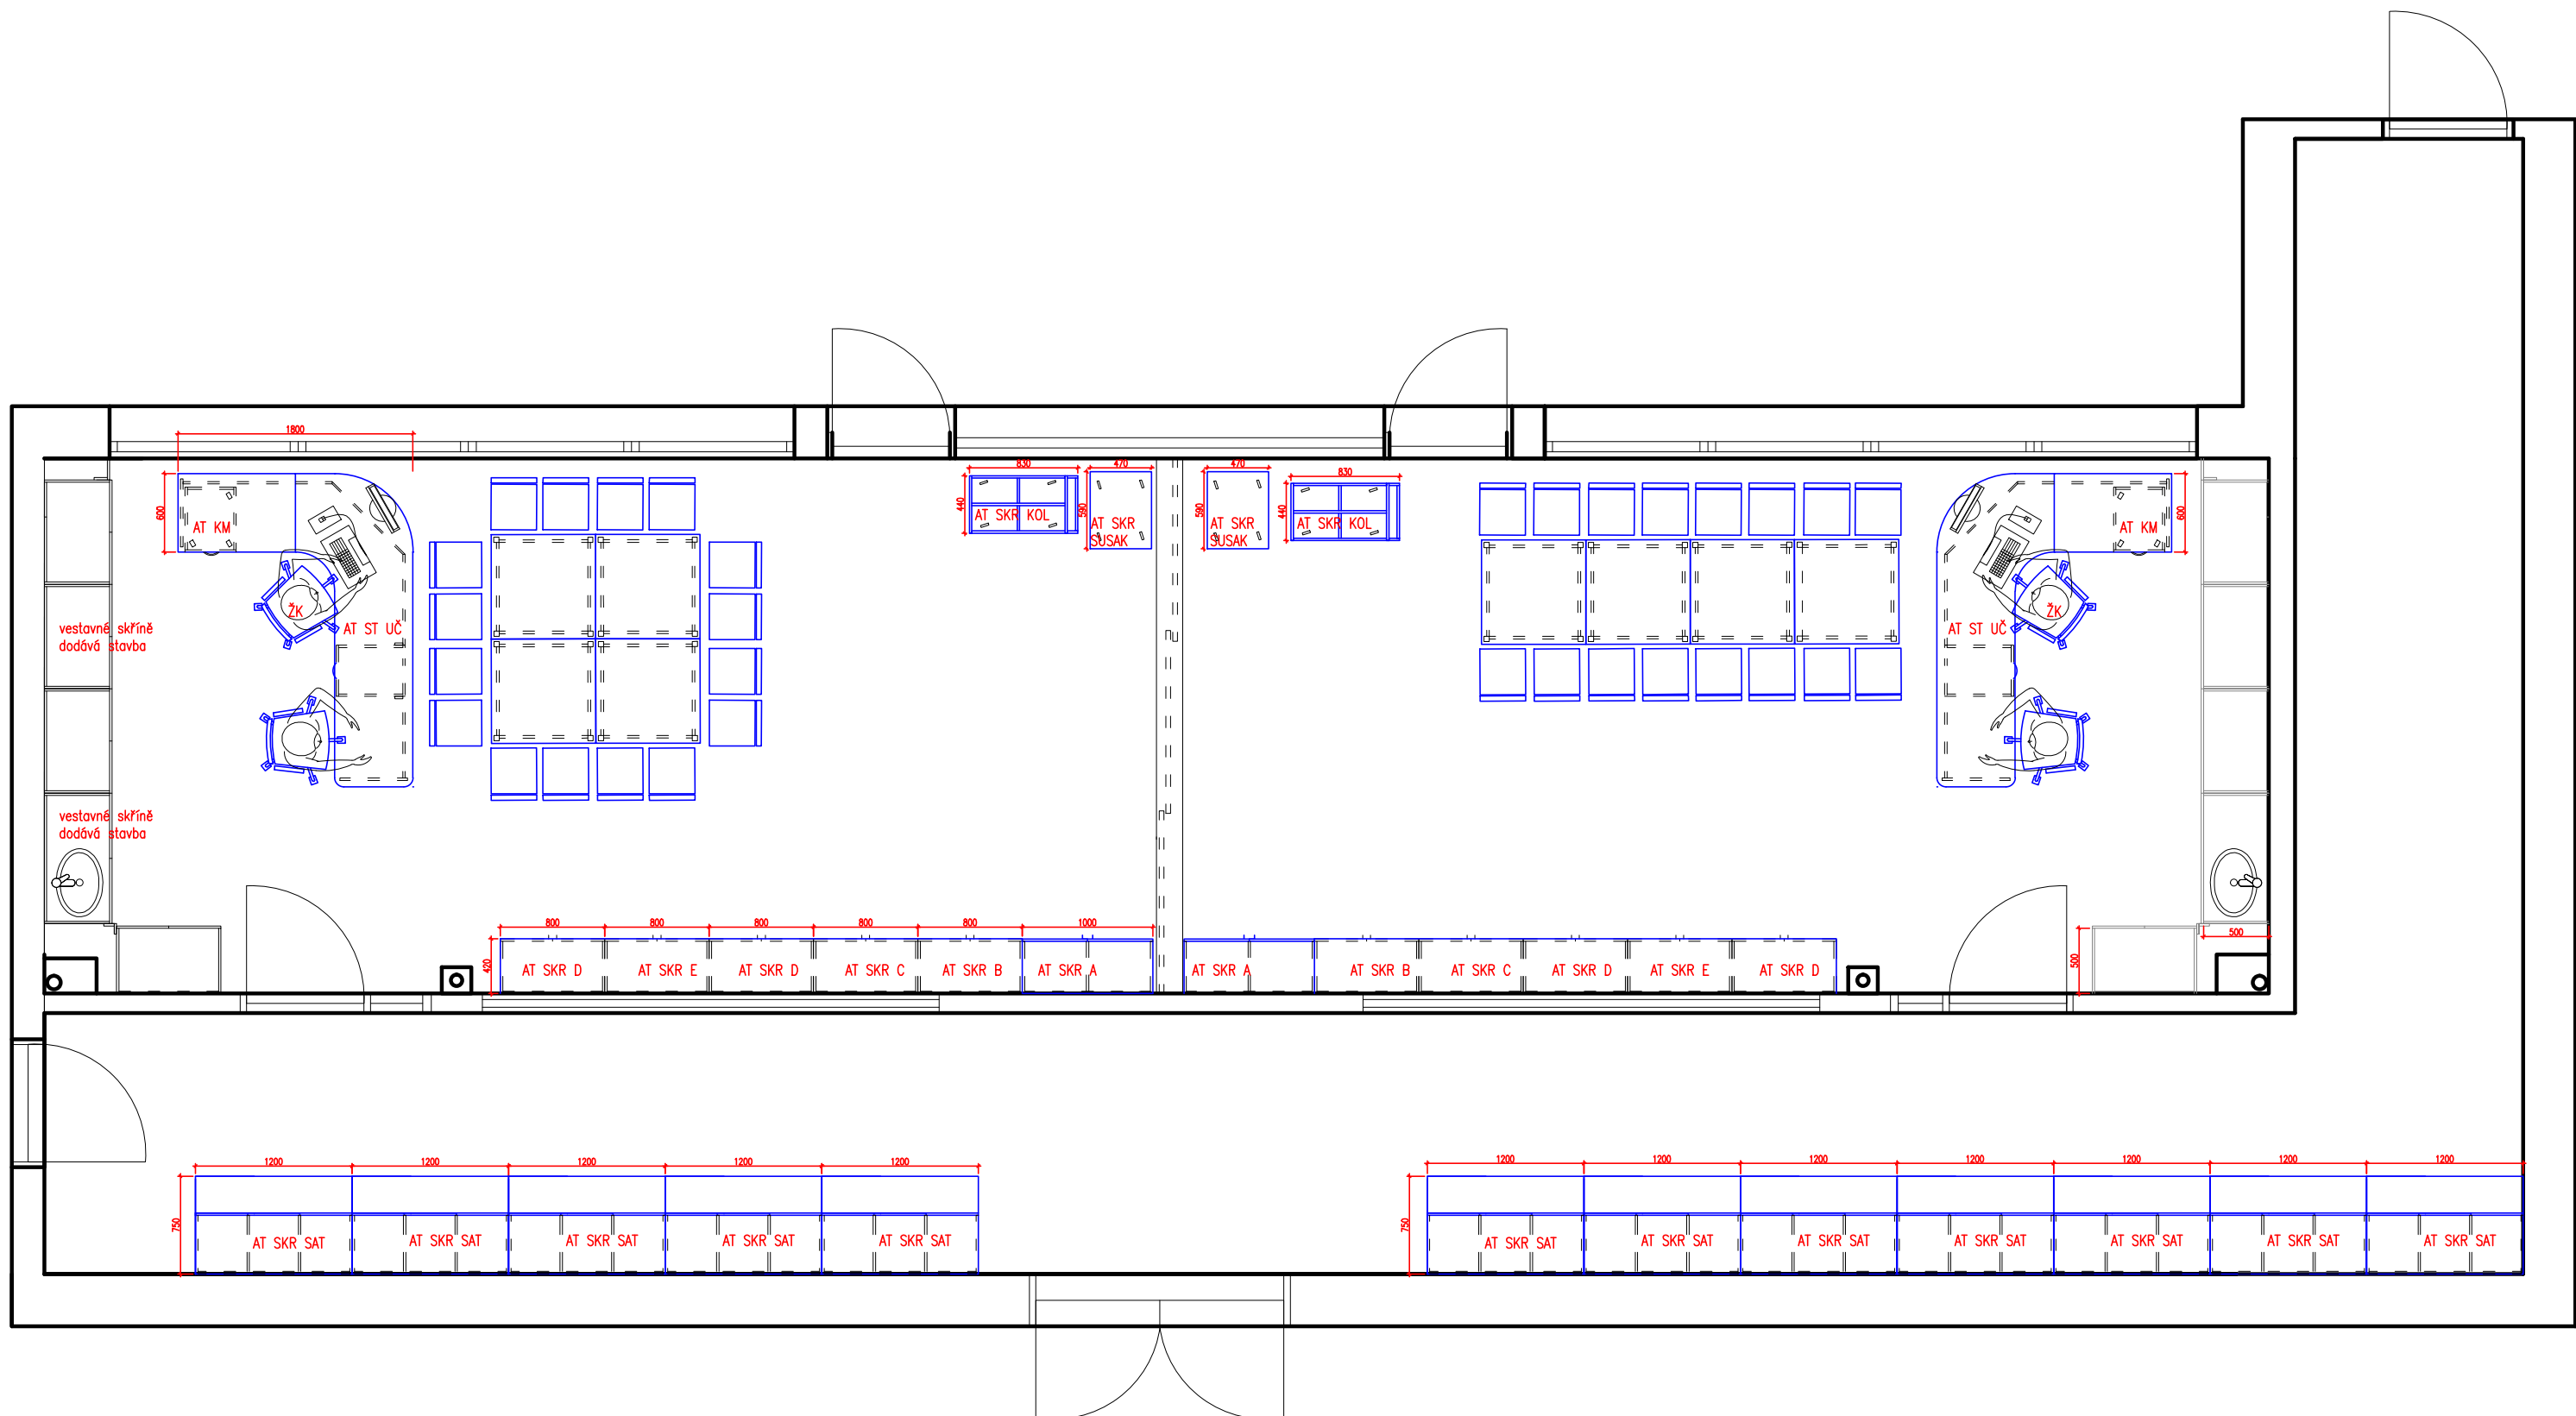 1800
830
470
470
830
600
440
590
590
440
600
AT KM
AT SKR KOL
AT SKR
SUSAK
AT SKR
SUSAK
AT SKR KOL
AT KM
ŽK
ŽK
vestavné skříně
dodává stavba
AT ST UČ
AT ST UČ
vestavné skříně
dodává stavba
800
800
800
800
800
1000
500
420
500
AT SKR D
AT SKR E
AT SKR D
AT SKR C
AT SKR B
AT SKR A
AT SKR A
AT SKR B
AT SKR C
AT SKR D
AT SKR E
AT SKR D
1200
1200
1200
1200
1200
1200
1200
1200
1200
1200
1200
1200
750
750
AT SKR SAT
AT SKR SAT
AT SKR SAT
AT SKR SAT
AT SKR SAT
AT SKR SAT
AT SKR SAT
AT SKR SAT
AT SKR SAT
AT SKR SAT
AT SKR SAT
AT SKR SAT